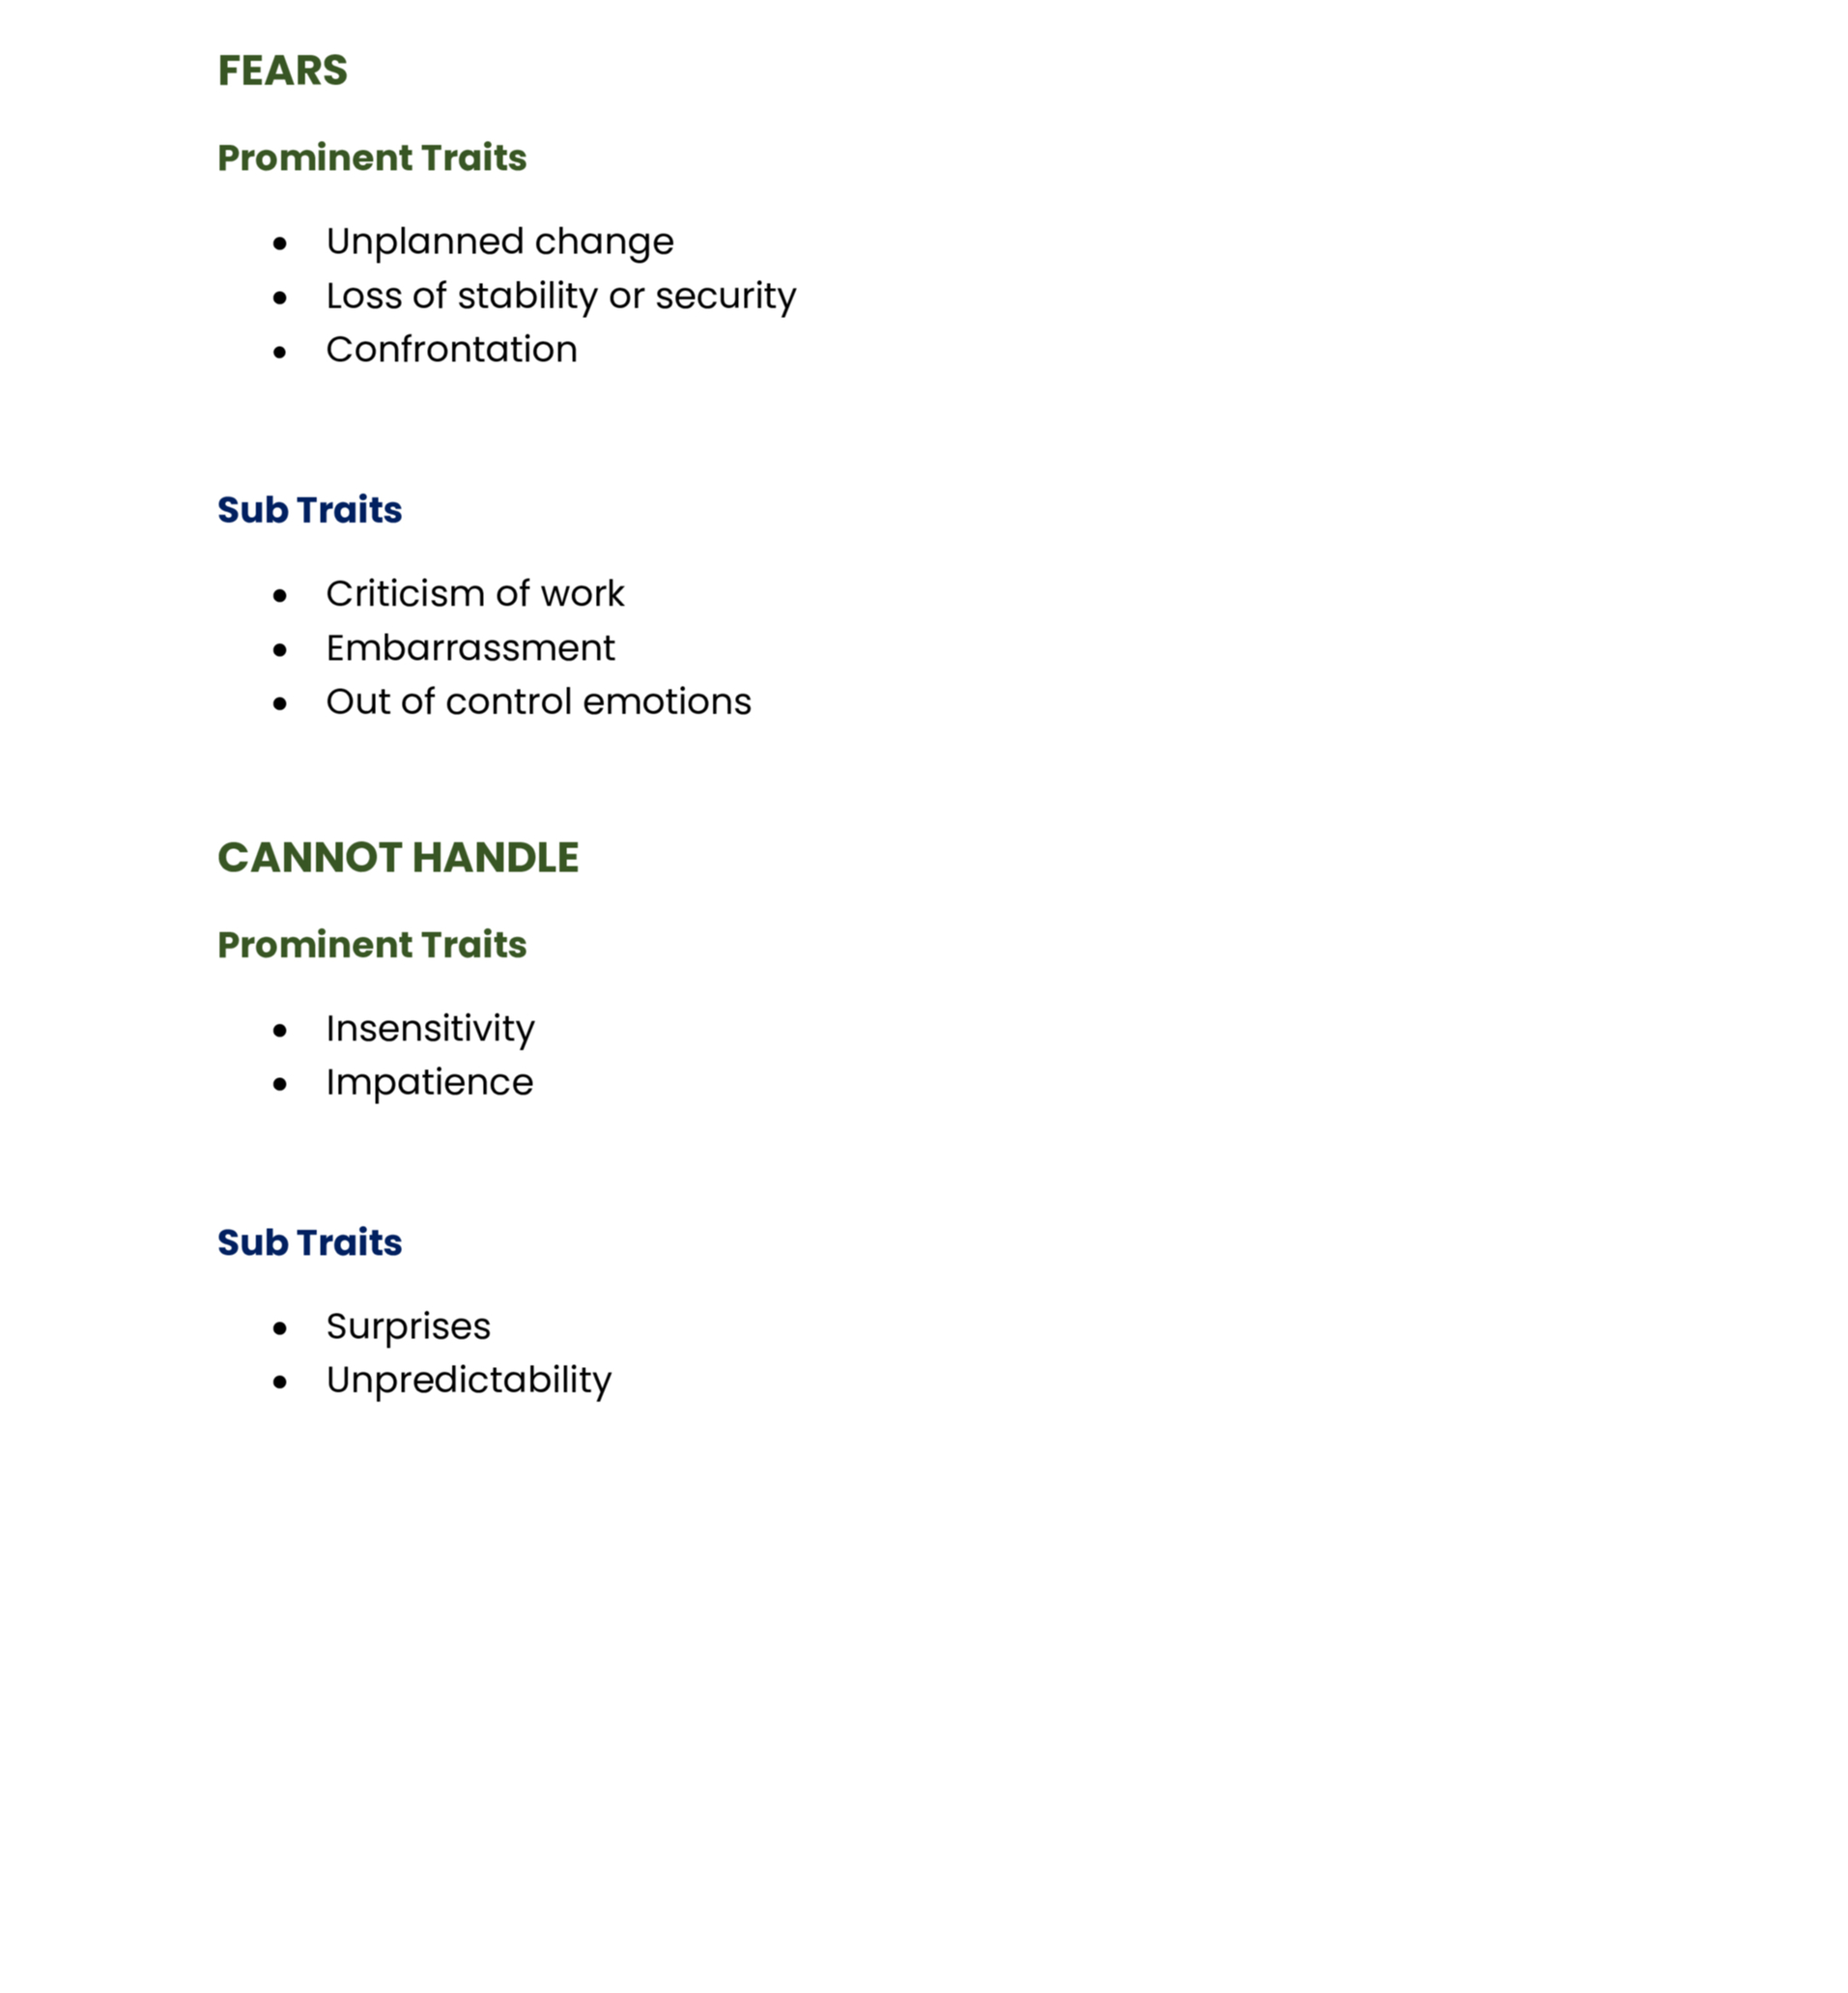 FEARS
Prominent Traits
● Unplanned change
● Loss of stability or security
● Confrontation
Sub Traits
● Criticism of work
● Embarrassment
● Out of control emotions
CANNOT HANDLE
Prominent Traits
● Insensitivity
● Impatience
Sub Traits
● Surprises
● Unpredictability